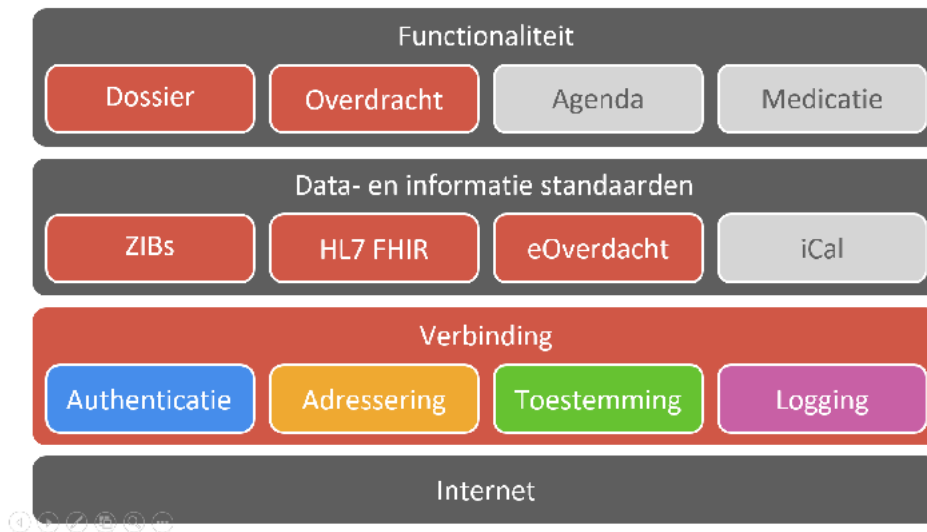 Functionaliteit
Dossier Overdracht Agenda Medicatie
Data- en informatie standaarden
ZIBs HL7 FHIR eOverdacht iCal
Verbinding
Authenticatie Adressering Toestemming Logging
Internet